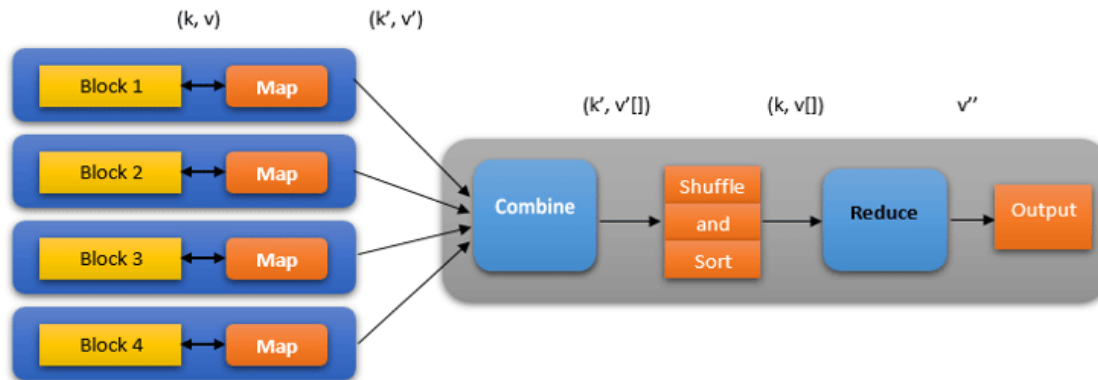 (k, v)
(k’, v’)
Block 1
Map
Block 2
Map
Block 3
Map
Block 4
Map
(k’, v’[])
(k, v[])
v’’
Combine
Shuffle
and
Sort
Reduce
Output